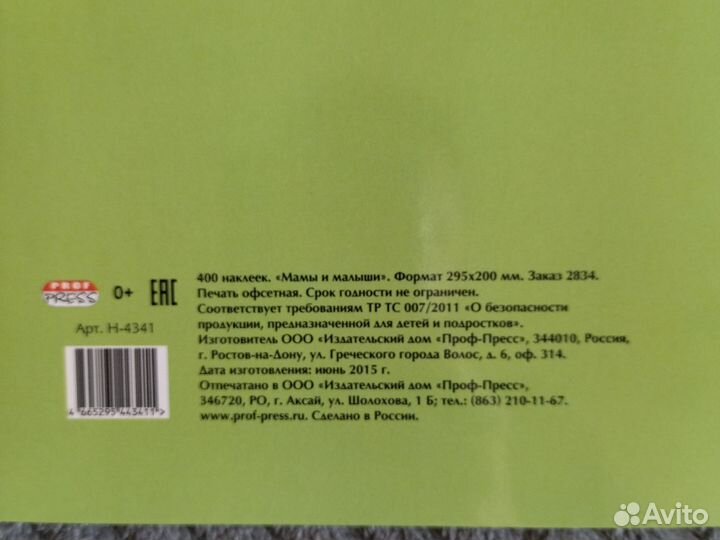 400 наклеек. «Мамы и малыши». Формат 295х200 мм. Заказ 2834.
Печать офсетная. Срок годности не ограничен.
Соответствует требованиям ТР ТС 007/2011 «О безопасности
продукции, предназначенной для детей и подростков».
Изготовитель ООО «Издательский дом «Проф-Пресс», 344010, Россия,
г. Ростов-на-Дону, ул. Греческого города Волос, д. 6, оф. 314.
Дата изготовления: июнь 2015 г.
Отпечатано в ООО «Издательский дом «Проф-Пресс»,
346720, РО, г. Аксай, ул. Шолохова, 1 Б; тел.: (863) 210-11-67.
www.prof-press.ru. Сделано в России.
PROF
PRESS
0+
ЕАС
Арт. Н-4341
4 665295 443411 >
Avito